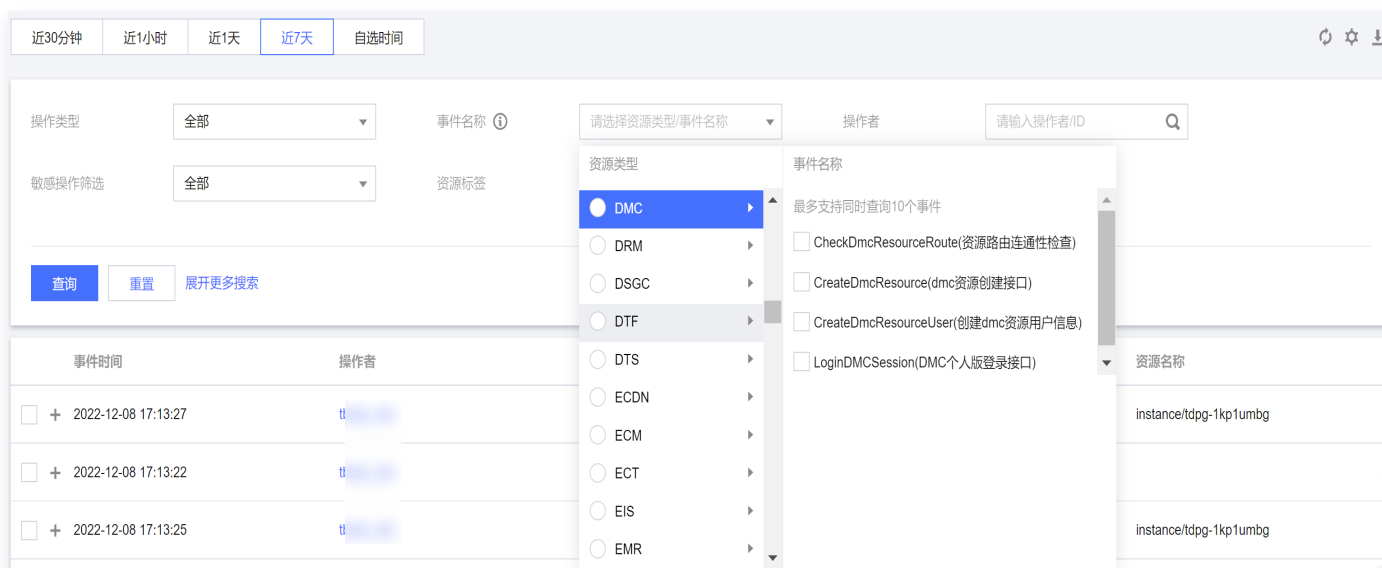 近30分钟 近1小时 近1天 近7天 自选时间
操作类型 全部 事件名称 请选择资源类型/事件名称 操作者 请输入操作者/ID
敏感操作筛选 全部 资源标签
查询 重置 展开更多搜索
资源类型
DMC
DRM
DSGC
DTF
DTS
ECDN
ECM
ECT
EIS
EMR
事件名称
最多支持同时查询10个事件
CheckDmcResourceRoute(资源路由连通性检查)
CreateDmcResource(dmc资源创建接口)
CreateDmcResourceUser(创建dmc资源用户信息)
LoginDMCSession(DMC个人版登录接口)
事件时间 操作者 资源名称
2022-12-08 17:13:27 instance/tdpg-1kp1umbg
2022-12-08 17:13:22
2022-12-08 17:13:25 instance/tdpg-1kp1umbg